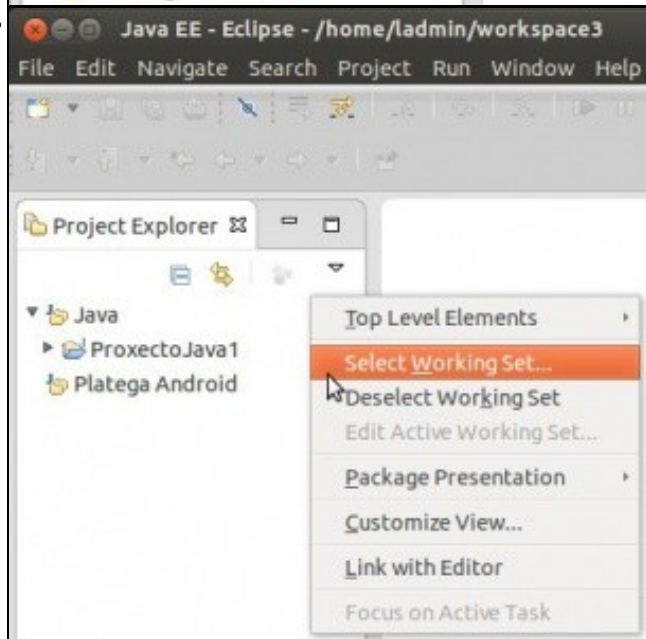 Java EE - Eclipse - /home/ladmin/workspace3
File Edit Navigate Search Project Run Window Help
Project Explorer
Java
ProxectoJava1
Platega Android
Top Level Elements
Select Working Set...
Deselect Working Set
Edit Active Working Set...
Package Presentation
Customize View...
Link with Editor
Focus on Active Task